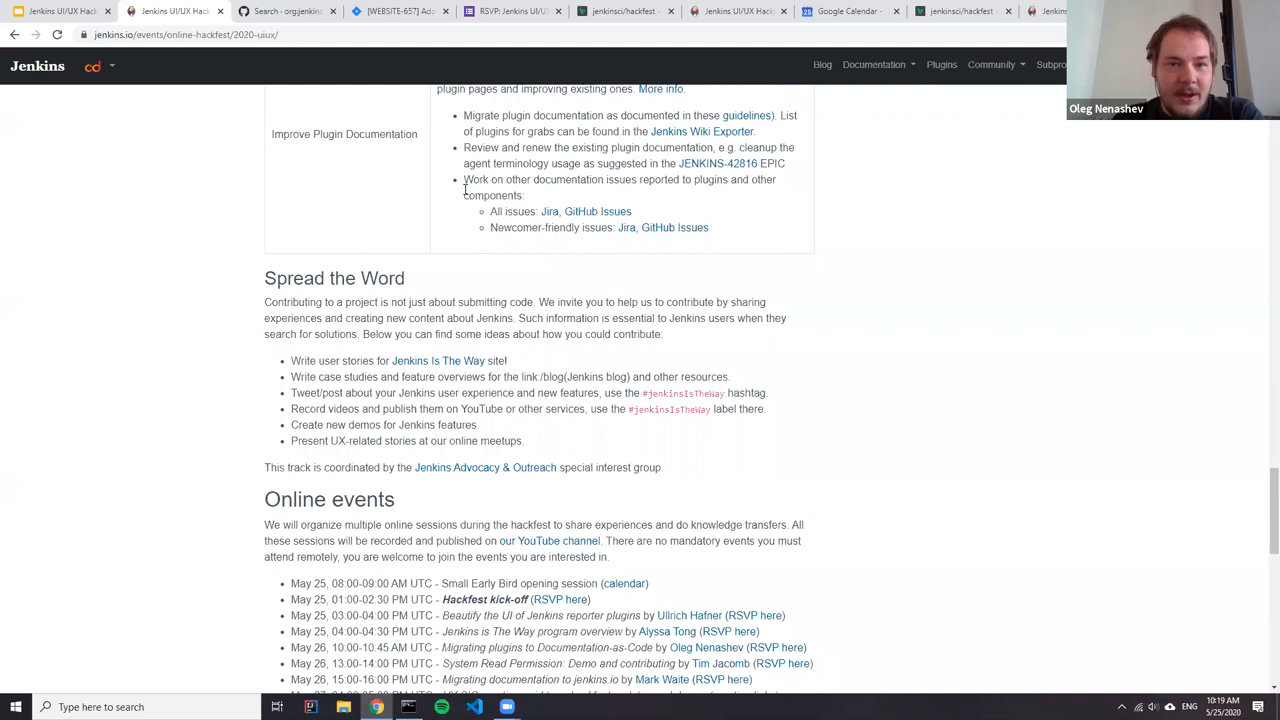 Jenkins UI/UX Hac
Jenkins UI/UX Hack
Search · org:jenkin
[WEBSITE-657] Ad
RSVP: Jenkins UI/U
jenkinsci/hackfest -
Jenkins UI/UX Hac
Google Calendar -
jenkinsci/hackfest -
Jenkins UI/UX
jenkins.io/events/online-hackfest/2020-uiux/
Jenkins cd Blog Documentation Plugins Community Subpro
Oleg Nenashev
plugin pages and improving existing ones. More info.
Improve Plugin Documentation
• Migrate plugin documentation as documented in these guidelines). List
of plugins for grabs can be found in the Jenkins Wiki Exporter.
• Review and renew the existing plugin documentation, e.g. cleanup the
agent terminology usage as suggested in the JENKINS-42816 EPIC
• Work on other documentation issues reported to plugins and other
components:
All issues: Jira, GitHub Issues
Newcomer-friendly issues: Jira, GitHub Issues
Spread the Word
Contributing to a project is not just about submitting code. We invite you to help us to contribute by sharing
experiences and creating new content about Jenkins. Such information is essential to Jenkins users when they
search for solutions. Below you can find some ideas about how you could contribute:
• Write user stories for Jenkins Is The Way site!
• Write case studies and feature overviews for the link:/blog(Jenkins blog) and other resources.
• Tweet/post about your Jenkins user experience and new features, use the #jenkinsIsTheWay hashtag.
• Record videos and publish them on YouTube or other services, use the #jenkinsIsTheWay label there.
• Create new demos for Jenkins features.
• Present UX-related stories at our online meetups.
This track is coordinated by the Jenkins Advocacy & Outreach special interest group.
Online events
We will organize multiple online sessions during the hackfest to share experiences and do knowledge transfers. All
these sessions will be recorded and published on our YouTube channel. There are no mandatory events you must
attend remotely, you are welcome to join the events you are interested in.
• May 25, 08:00-09:00 AM UTC - Small Early Bird opening session (calendar)
• May 25, 01:00-02:30 PM UTC - Hackfest kick-off (RSVP here)
• May 25, 03:00-04:00 PM UTC - Beautify the UI of Jenkins reporter plugins by Ullrich Hafner (RSVP here)
• May 25, 04:00-04:30 PM UTC - Jenkins is The Way program overview by Alyssa Tong (RSVP here)
• May 26, 10:00-10:45 AM UTC - Migrating plugins to Documentation-as-Code by Oleg Nenashev (RSVP here)
• May 26, 13:00-14:00 PM UTC - System Read Permission: Demo and contributing by Tim Jacomb (RSVP here)
• May 26, 15:00-16:00 PM UTC - Migrating documentation to jenkins.io by Mark Waite (RSVP here)
Type here to search
ENG
10:19 AM
5/25/2020